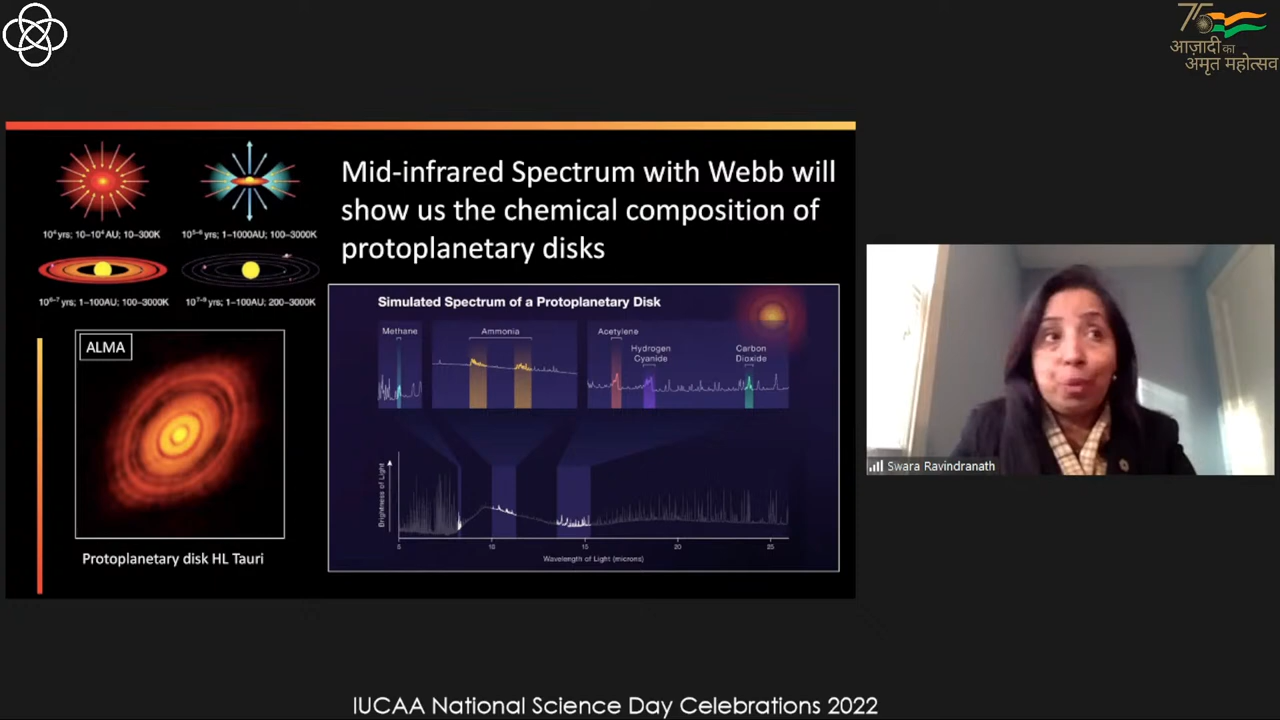 75
आज़ादी का
अमृत महोत्सव
Mid-infrared Spectrum with Webb will
show us the chemical composition of
protoplanetary disks
10⁴ yrs; 10–10⁴ AU; 10–300K
10⁵⁻⁶ yrs; 1–1000AU; 100–3000K
10⁶⁻⁷ yrs; 1–100AU: 100–3000K
10⁷⁻⁹ yrs; 1–100AU: 200–3000K
ALMA
Protoplanetary disk HL Tauri
Simulated Spectrum of a Protoplanetary Disk
Methane
Ammonia
Acetylene
Hydrogen
Cyanide
Carbon
Dioxide
Brightness of Light
5 10 15 20 25
Wavelength of Light (microns)
Swara Ravindranath
IUCAA National Science Day Celebrations 2022